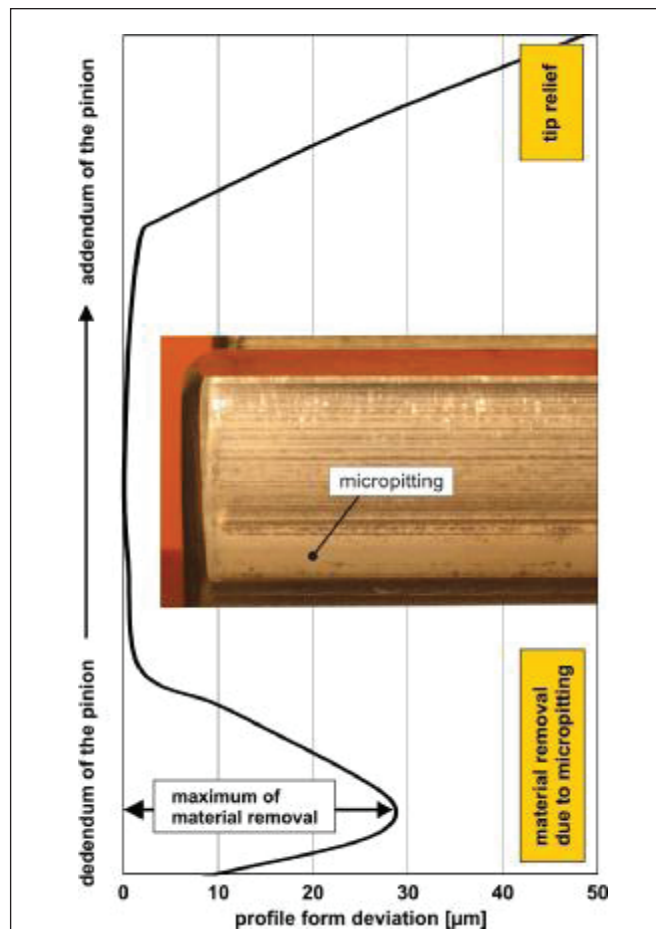 addendum of the pinion
tip relief
micropitting
dedendum of the pinion
maximum of
material removal
material removal
due to micropitting
0 10 20 30 40 50
profile form deviation [µm]